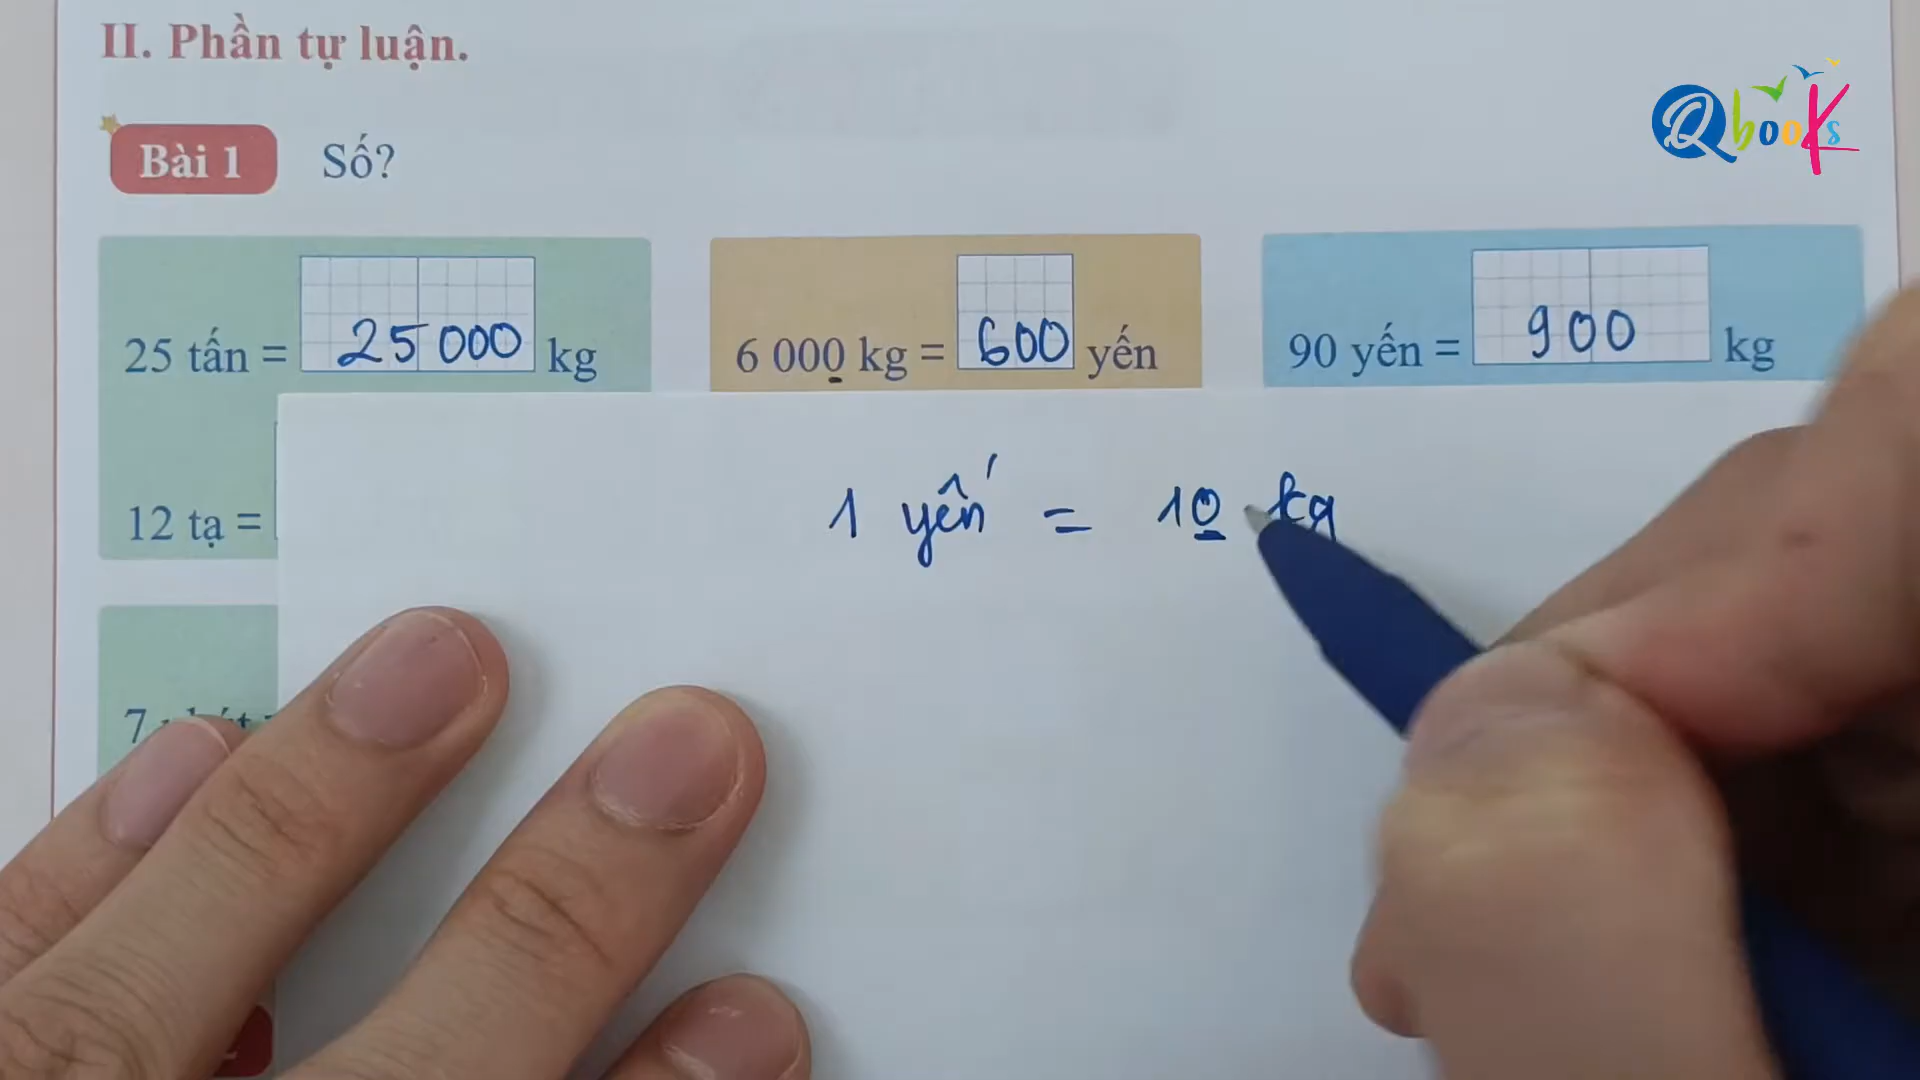 II. Phần tự luận.
Qbooks
Bài 1 Số?
25 tấn = 25 000 kg
6 000 kg = 600 yến
90 yến = 900 kg
1 yến = 10 kg
12 tạ =
7